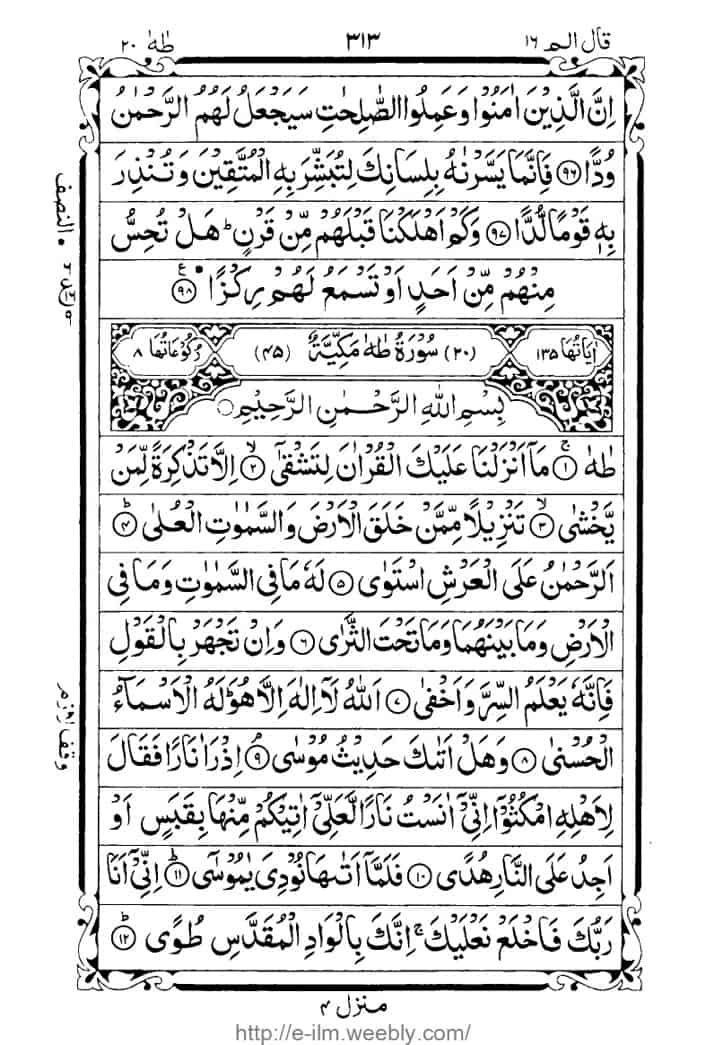 قال الم ١٦ ٣١٣ طٰهٰ ٢٠
اِنَّ الَّذِيْنَ اٰمَنُوْا وَعَمِلُوا الصّٰلِحٰتِ سَيَجْعَلُ لَهُمُ الرَّحْمٰنُ
وُدًّا ﴿٩٦﴾ فَاِنَّمَا يَسَّرْنٰهُ بِلِسَانِكَ لِتُبَشِّرَ بِهِ الْمُتَّقِيْنَ وَتُنْذِرَ
بِهٖ قَوْمًا لُّدًّا ﴿٩٧﴾ وَكَمْ اَهْلَكْنَا قَبْلَهُمْ مِّنْ قَرْنٍ ؕ هَلْ تُحِسُّ
مِنْهُمْ مِّنْ اَحَدٍ اَوْ تَسْمَعُ لَهُمْ رِكْزًا ﴿٩٨﴾ ع
النصف
اٰيَاتُهَا ١٣٥ (٢٠) سُوْرَةُ طٰهٰ مَكِّيَّةٌ (٤٥) رُكُوْعَاتُهَا ٨
بِسْمِ اللّٰهِ الرَّحْمٰنِ الرَّحِيْمِ
طٰهٰ ﴿١﴾ۚ مَاۤ اَنْزَلْنَا عَلَيْكَ الْقُرْاٰنَ لِتَشْقٰۤى ﴿٢﴾ۙ اِلَّا تَذْكِرَةً لِّمَنْ
يَّخْشٰى ﴿٣﴾ۙ تَنْزِيْلًا مِّمَّنْ خَلَقَ الْاَرْضَ وَالسَّمٰوٰتِ الْعُلٰى ﴿٤﴾ؕ
اَلرَّحْمٰنُ عَلَى الْعَرْشِ اسْتَوٰى ﴿٥﴾ لَهٗ مَا فِى السَّمٰوٰتِ وَمَا فِى
الْاَرْضِ وَمَا بَيْنَهُمَا وَمَا تَحْتَ الثَّرٰى ﴿٦﴾ وَاِنْ تَجْهَرْ بِالْقَوْلِ
فَاِنَّهٗ يَعْلَمُ السِّرَّ وَاَخْفٰى ﴿٧﴾ اَللّٰهُ لَاۤ اِلٰهَ اِلَّا هُوَ ؕ لَهُ الْاَسْمَآءُ
الْحُسْنٰى ﴿٨﴾ وَهَلْ اَتٰىكَ حَدِيْثُ مُوْسٰى ﴿٩﴾ۘ اِذْ رَاٰ نَارًا فَقَالَ
وقف لازم
لِاَهْلِهِ امْكُثُوْۤا اِنِّىْۤ اٰنَسْتُ نَارًا لَّعَلِّىْۤ اٰتِيْكُمْ مِّنْهَا بِقَبَسٍ اَوْ
اَجِدُ عَلَى النَّارِ هُدًى ﴿١٠﴾ فَلَمَّاۤ اَتٰىهَا نُوْدِىَ يٰمُوْسٰى ﴿١١﴾ؕ اِنِّىْۤ اَنَا
رَبُّكَ فَاخْلَعْ نَعْلَيْكَ ۚ اِنَّكَ بِالْوَادِ الْمُقَدَّسِ طُوًى ﴿١٢﴾ؕ
منزل ٤
http://e-ilm.weebly.com/